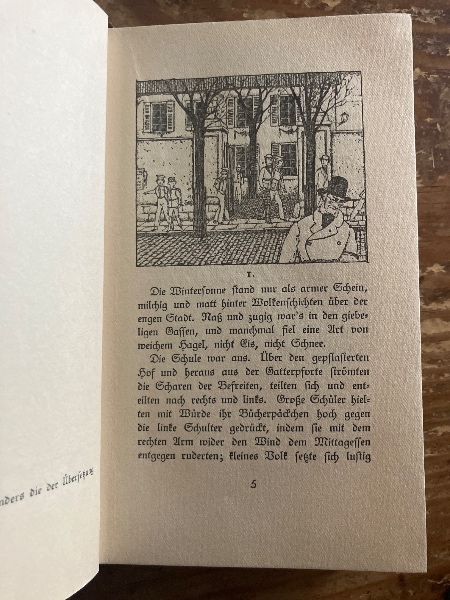 nders die der Übersetzung
1.
Die Wintersonne stand nur als armer Schein,
milchig und matt hinter Wolkenschichten über der
engen Stadt. Naß und zugig war's in den giebe-
ligen Gassen, und manchmal fiel eine Art von
weichem Hagel, nicht Eis, nicht Schnee.
Die Schule war aus. Über den gepflasterten
Hof und heraus aus der Gatterpforte strömten
die Scharen der Befreiten, teilten sich und ent-
eilten nach rechts und links. Große Schüler hiel-
ten mit Würde ihr Bücherpäckchen hoch gegen
die linke Schulter gedrückt, indem sie mit dem
rechten Arm wider den Wind dem Mittagessen
entgegen ruderten; kleines Volk setzte sich lustig
5